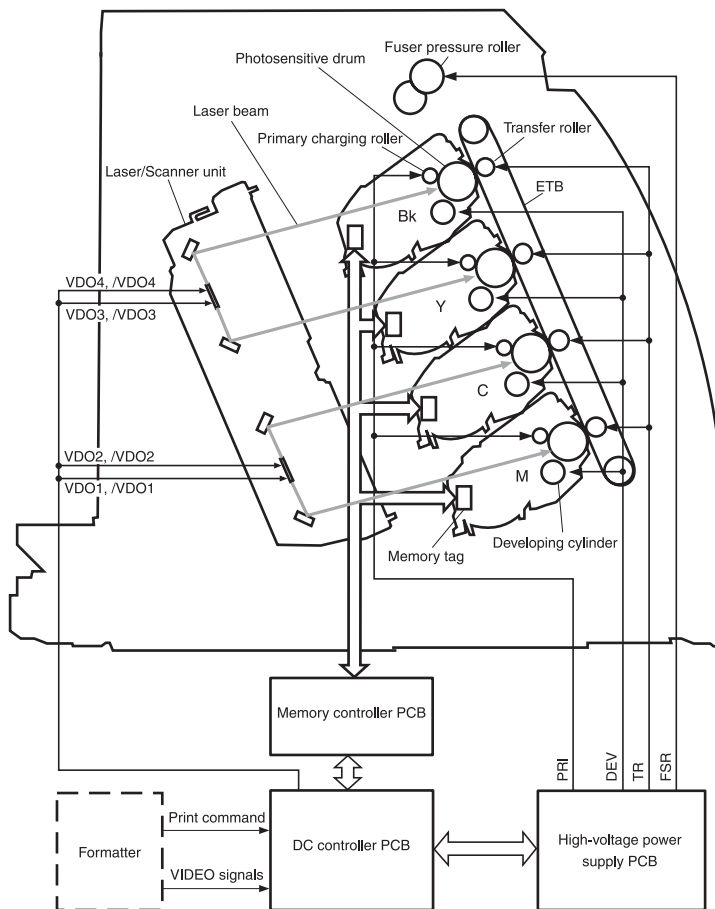 Fuser pressure roller
Photosensitive drum
Laser beam
Transfer roller
Primary charging roller
Laser/Scanner unit
ETB
Bk
VDO4, /VDO4
VDO3, /VDO3
Y
C
VDO2, /VDO2
VDO1, /VDO1
M
Developing cylinder
Memory tag
Memory controller PCB
PRI
DEV
TR
FSR
Print command
Formatter
DC controller PCB
High-voltage power
supply PCB
VIDEO signals